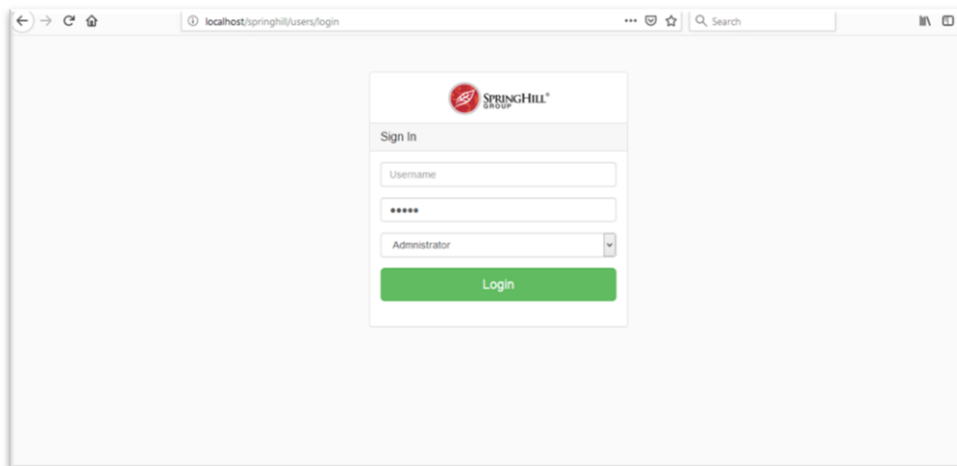 localhost/springhill/users/login
Search
SPRINGHILL®
GROUP
Sign In
Username
•••••
Admnistrator
Login